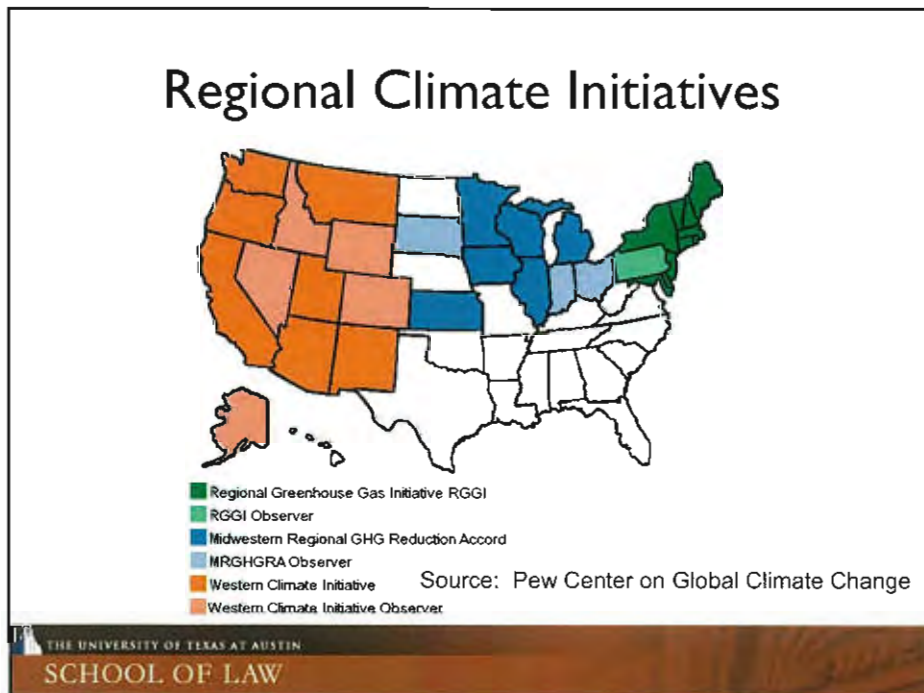 Regional Climate Initiatives
Regional Greenhouse Gas Initiative RGGI
RGGI Observer
Midwestern Regional GHG Reduction Accord
MRGHGRA Observer
Western Climate Initiative
Western Climate Initiative Observer
Source: Pew Center on Global Climate Change
THE UNIVERSITY OF TEXAS AT AUSTIN
SCHOOL OF LAW